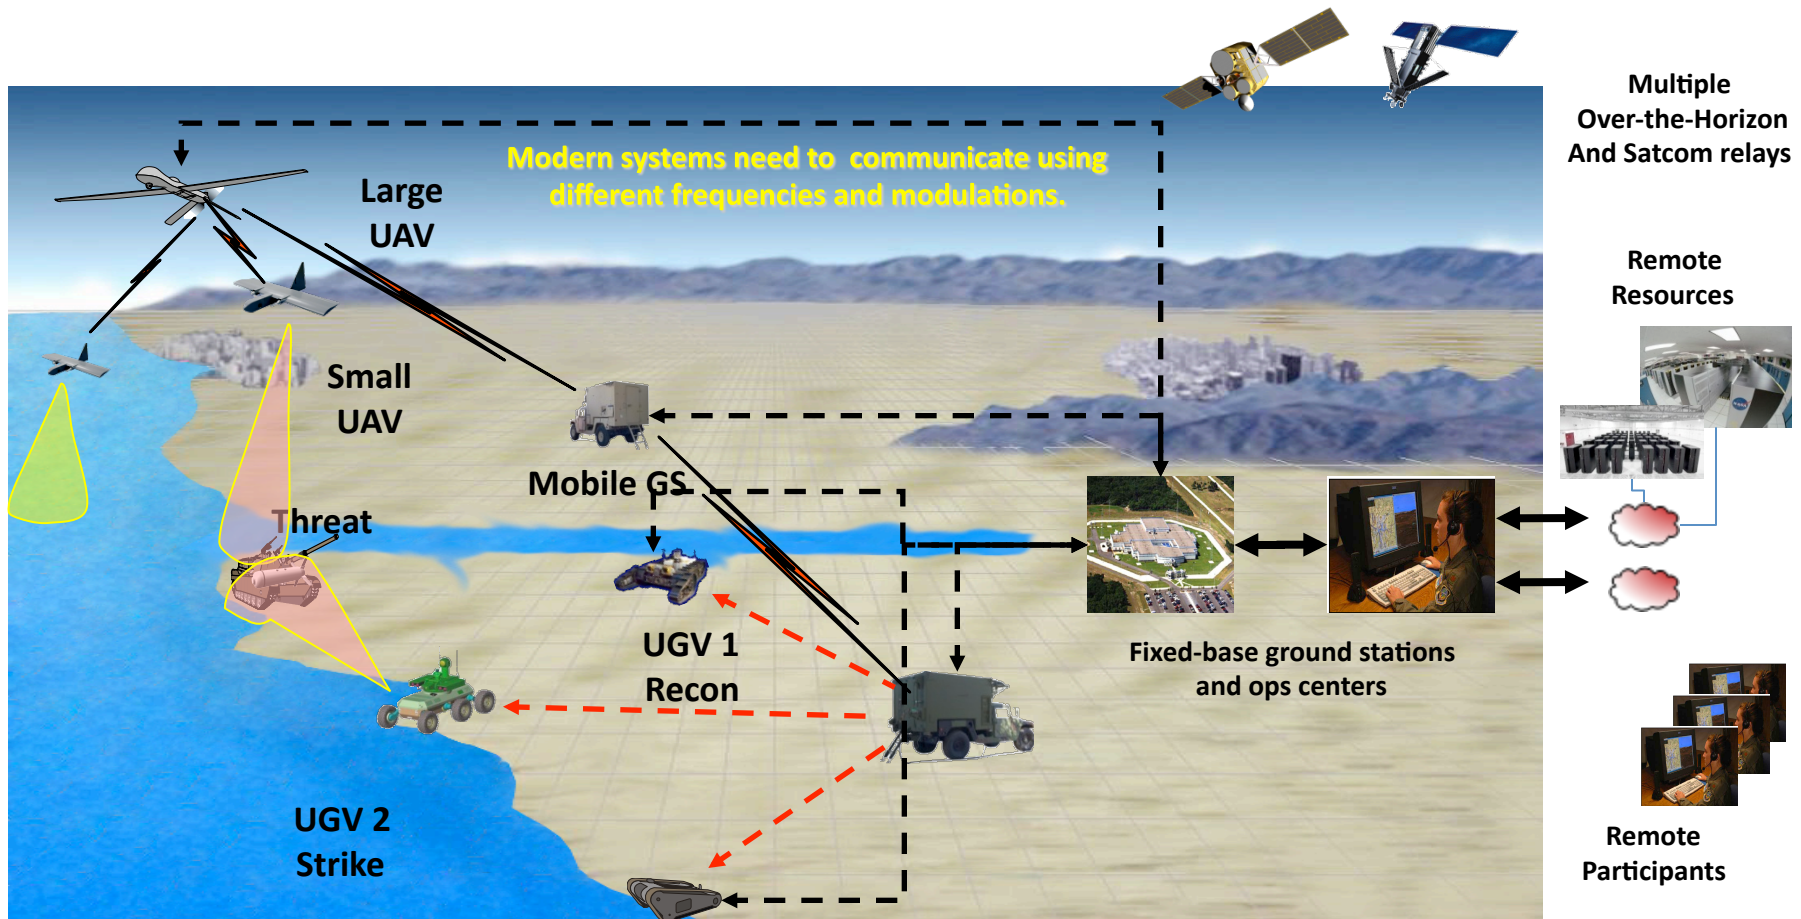 Multiple
Over-the-Horizon
And Satcom relays
Modern systems need to  communicate using
different frequencies and modulations.
Large
UAV
Remote
Resources
Small
UAV
Mobile GS
Threat
UGV 1
Recon
Fixed-base ground stations
and ops centers
UGV 2
Strike
Remote
Participants